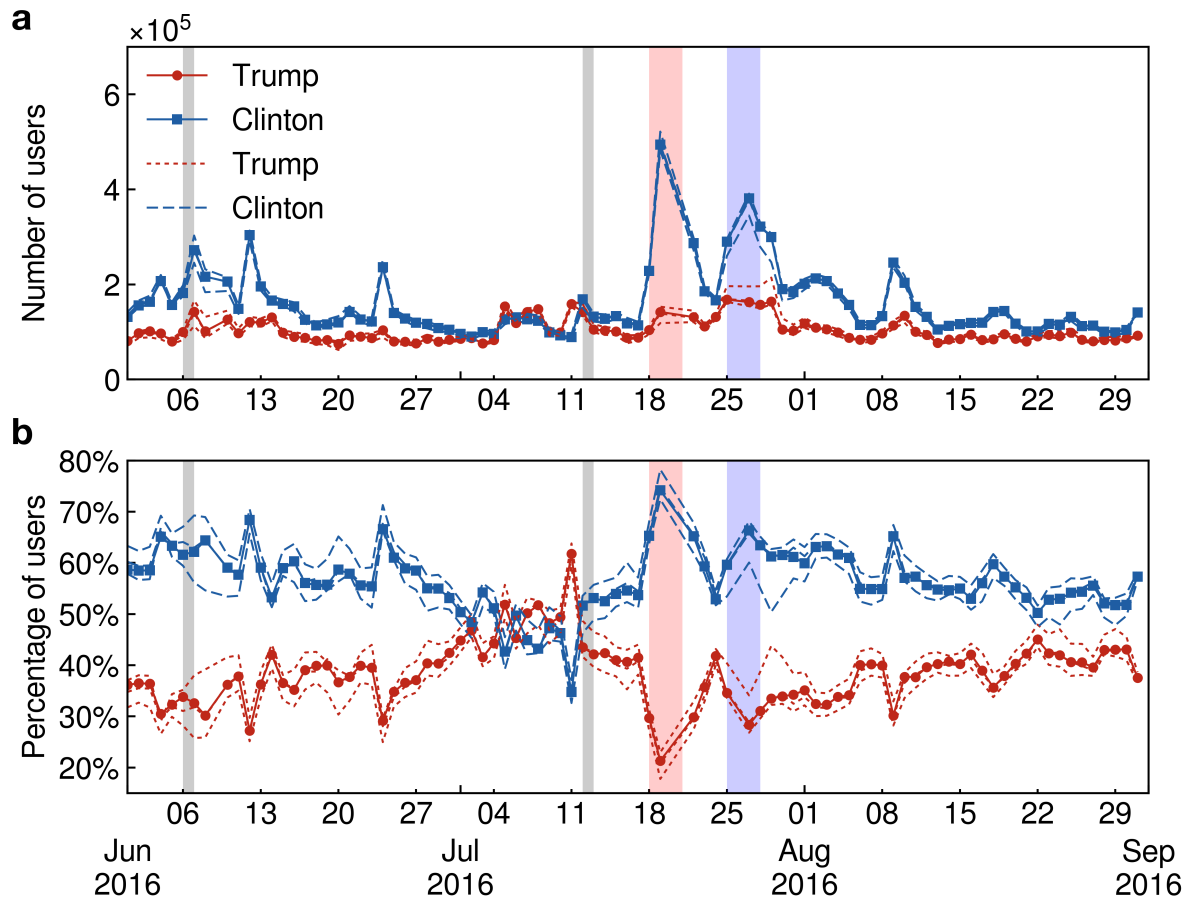 a
×10⁵
Number of users
6
4
2
0
Trump
Clinton
Trump
Clinton
06 13 20 27 04 11 18 25 01 08 15 22 29
b
Percentage of users
80%
70%
60%
50%
40%
30%
20%
06 13 20 27 04 11 18 25 01 08 15 22 29
Jun Jul Aug Sep
2016 2016 2016 2016